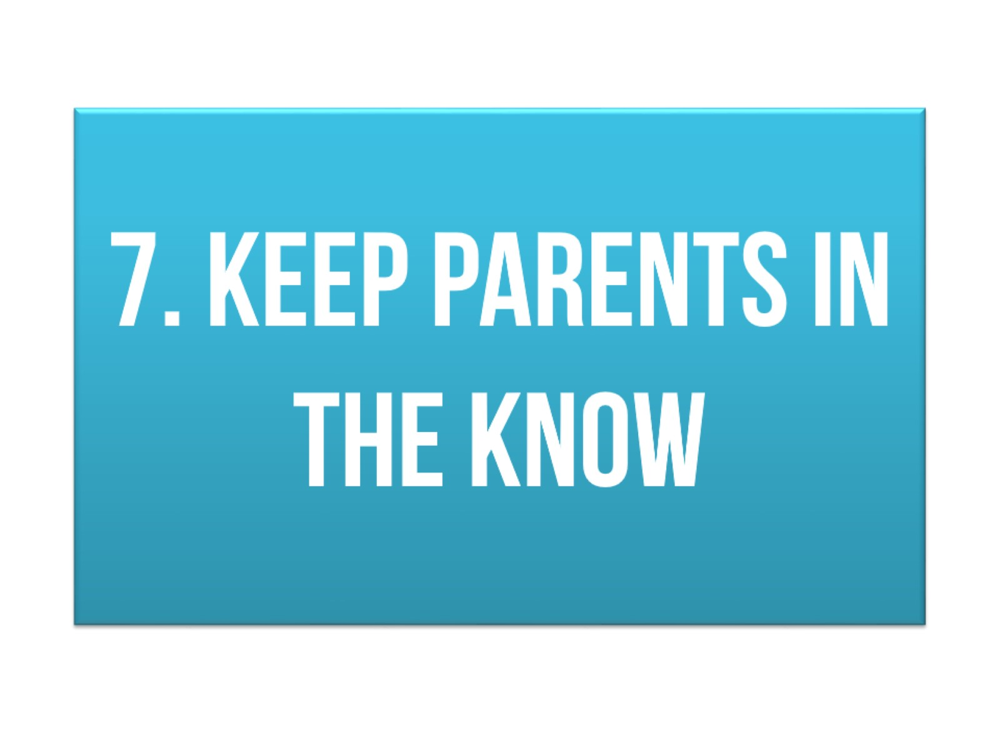 7. KEEP PARENTS IN
THE KNOW